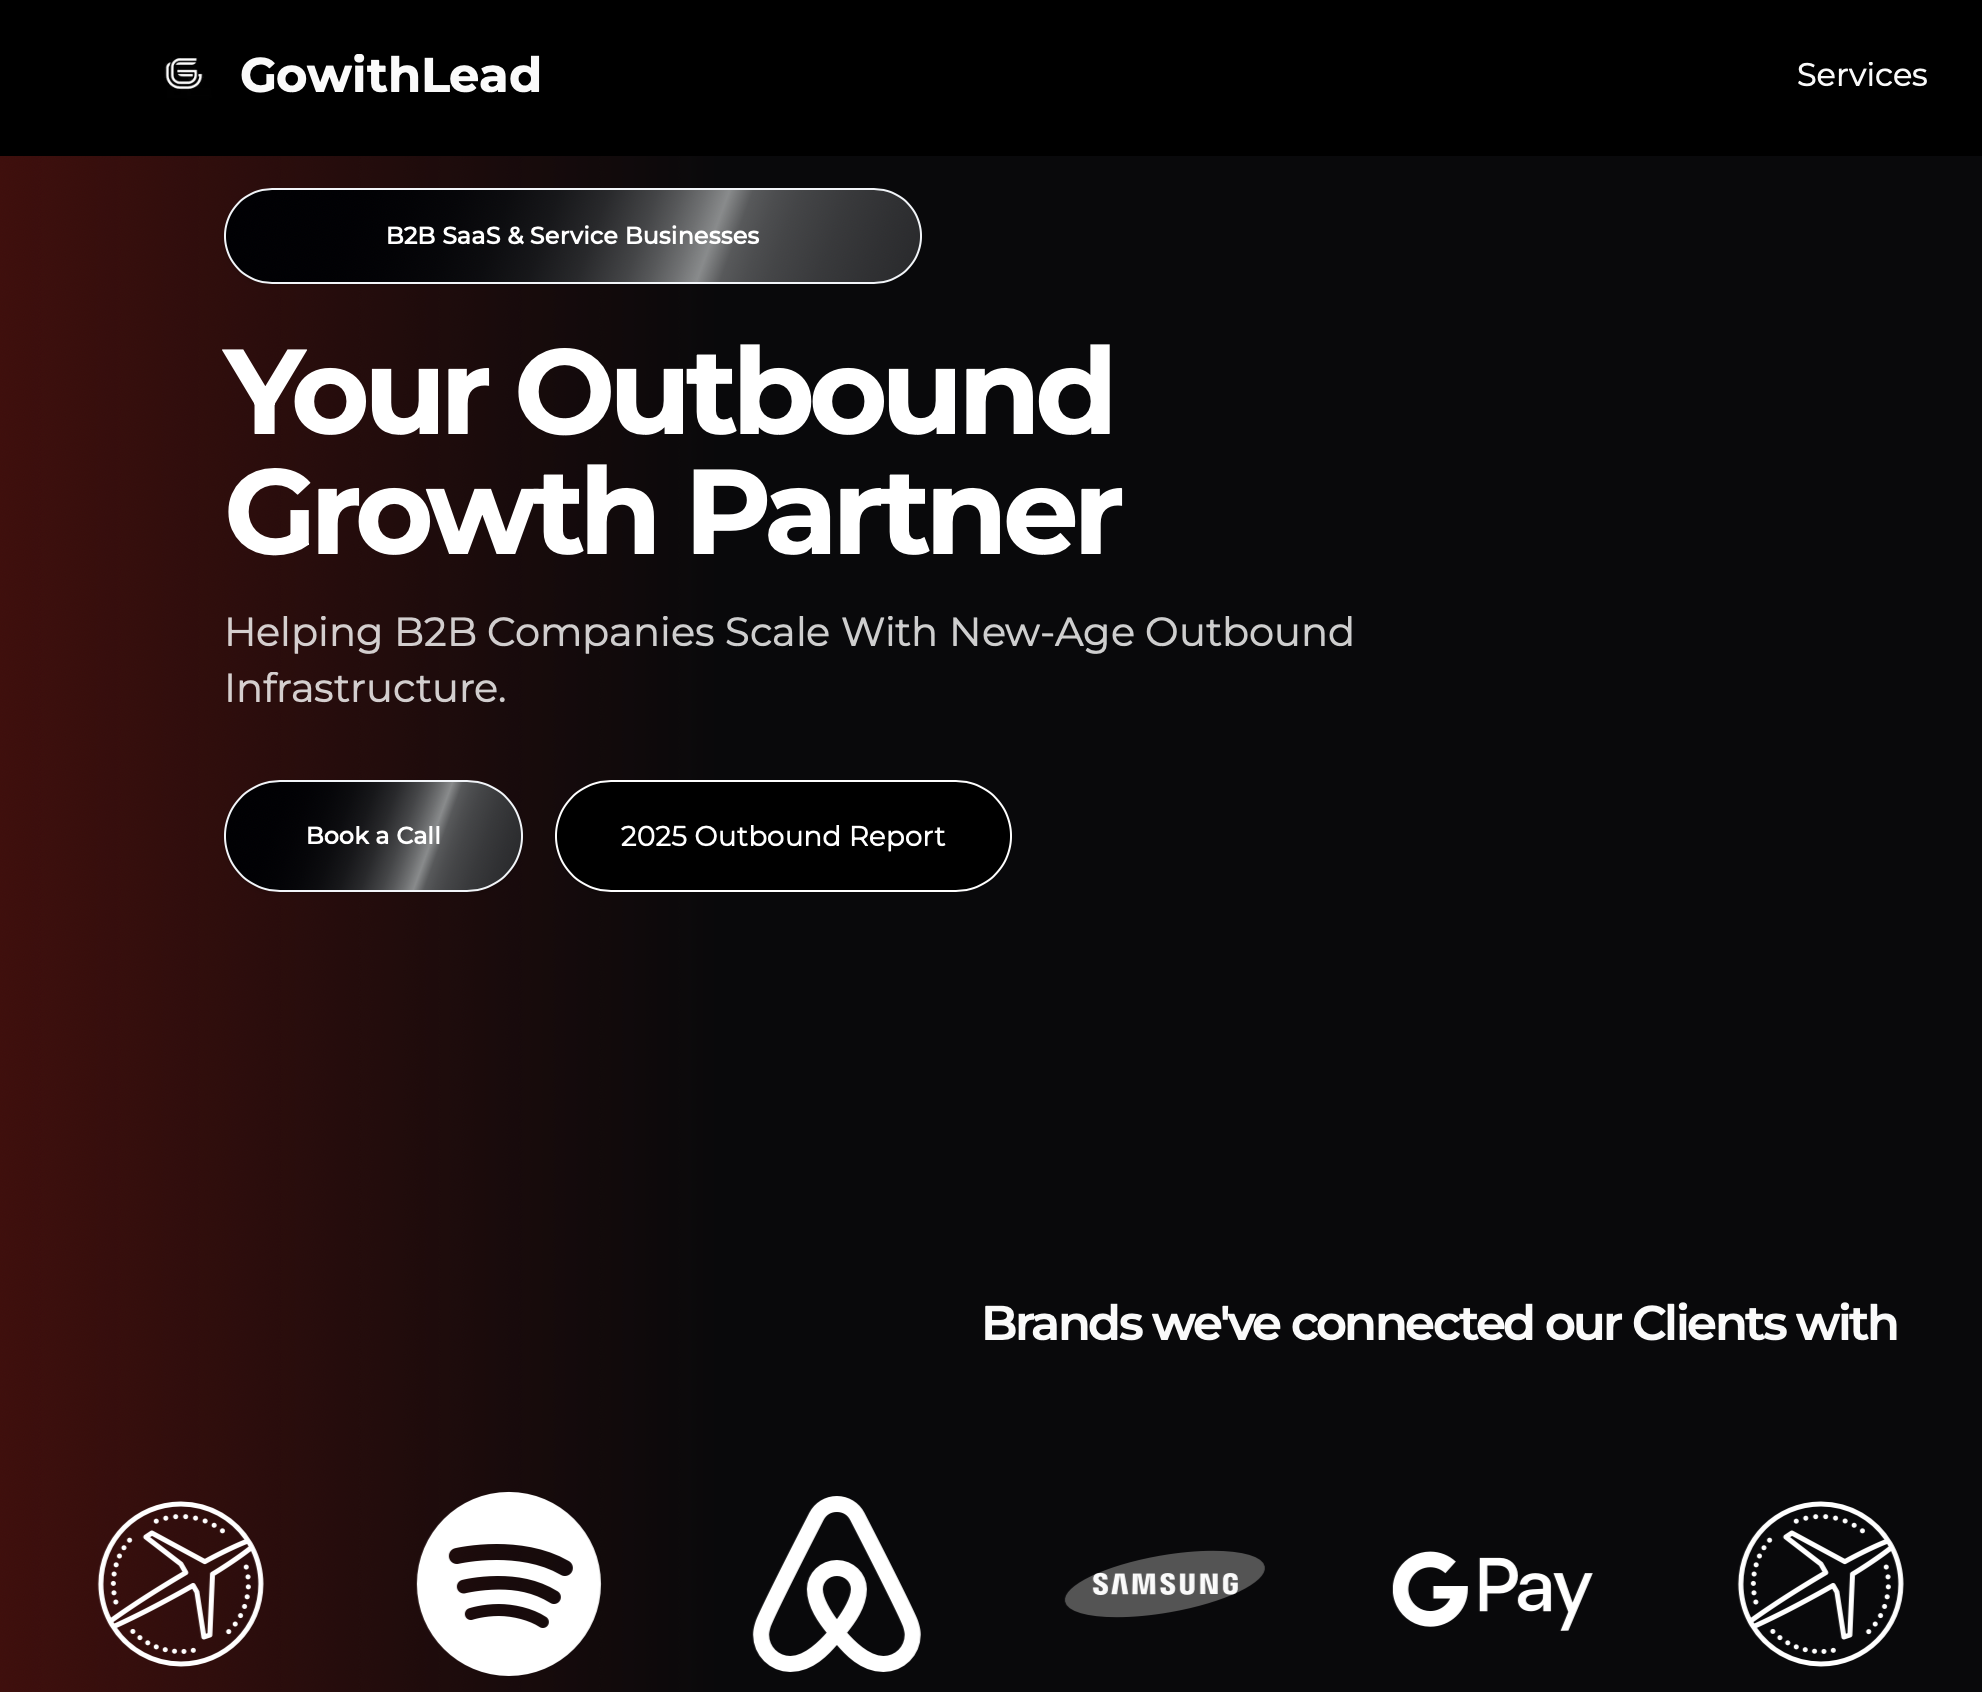 GowithLead
Services
B2B SaaS & Service Businesses
Your Outbound
Growth Partner
Helping B2B Companies Scale With New-Age Outbound
Infrastructure.
Book a Call
2025 Outbound Report
Brands we've connected our Clients with
SAMSUNG
G Pay